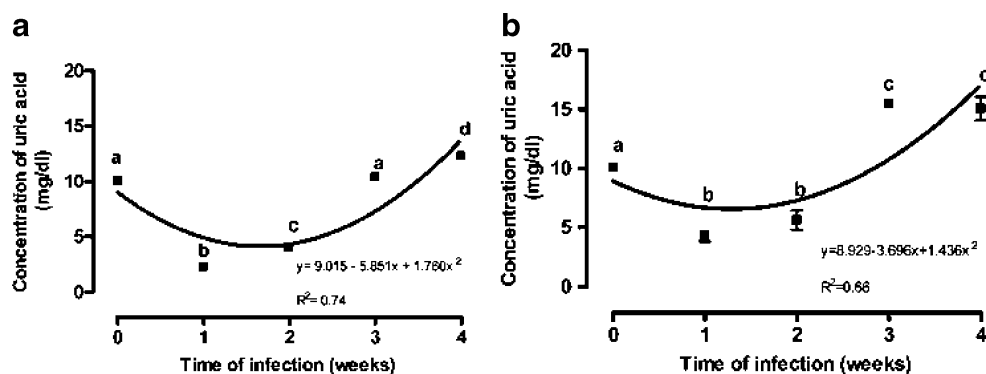 a
Concentration of uric acid
(mg/dl)
20
15
10
5
0
a
b
c
a
d
y= 9.015 - 5.851x + 1.760x²
R²= 0.74
0 1 2 3 4
Time of infection (weeks)
b
Concentration of uric acid
(mg/dl)
20
15
10
5
0
a
b
b
c
c
y=8.929-3.696x+1.436x²
R²=0.66
0 1 2 3 4
Time of infection (weeks)